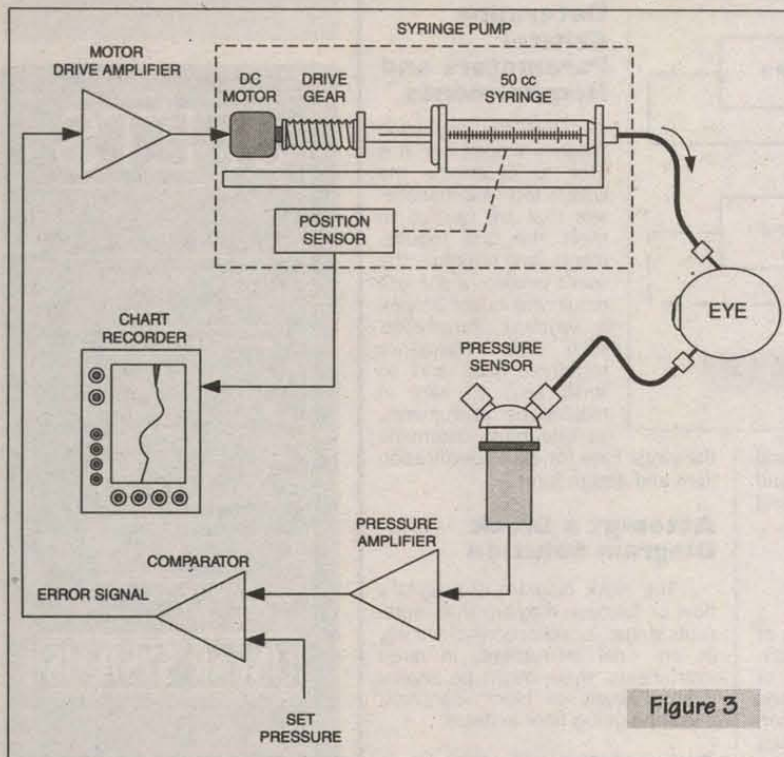 SYRINGE PUMP
MOTOR
DRIVE AMPLIFIER
DC
MOTOR
DRIVE
GEAR
50 cc
SYRINGE
POSITION
SENSOR
EYE
CHART
RECORDER
PRESSURE
SENSOR
PRESSURE
AMPLIFIER
COMPARATOR
ERROR SIGNAL
SET
PRESSURE
Figure 3